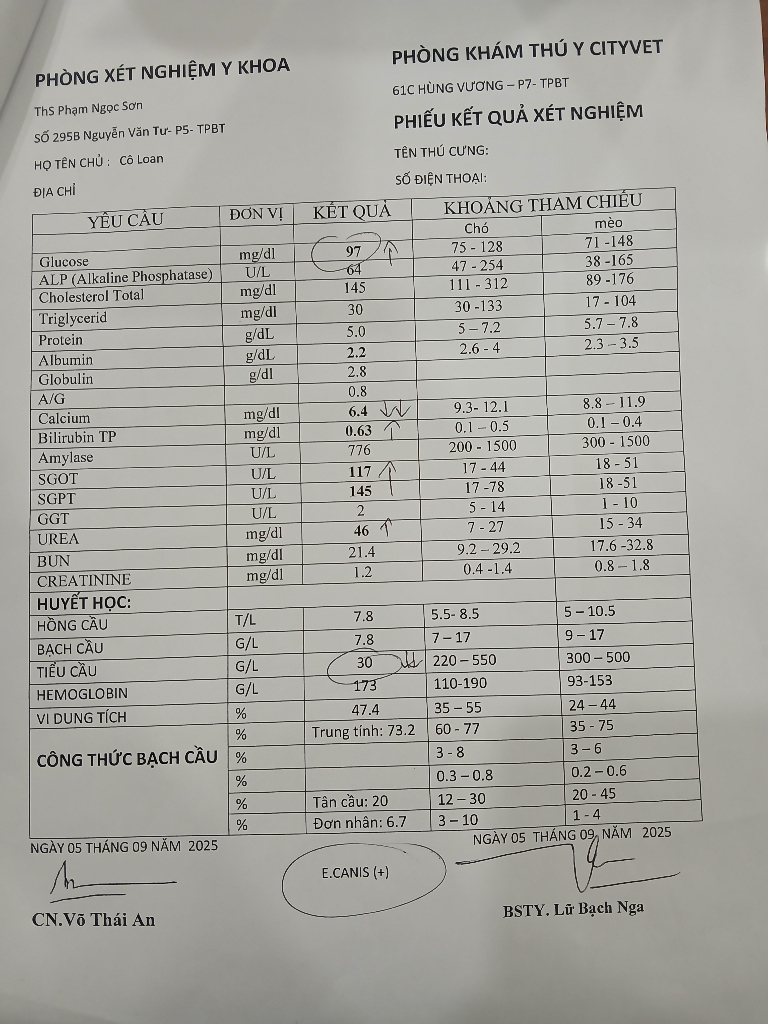 PHÒNG XÉT NGHIỆM Y KHOA
ThS Phạm Ngọc Sơn
SỐ 295B Nguyễn Văn Tư- P5- TPBT
HỌ TÊN CHỦ : Cô Loan
ĐỊA CHỈ
PHÒNG KHÁM THÚ Y CITYVET
61C HÙNG VƯƠNG – P7- TPBT
PHIẾU KẾT QUẢ XÉT NGHIỆM
TÊN THÚ CƯNG:
SỐ ĐIỆN THOẠI:
YÊU CẦU ĐƠN VỊ KẾT QUẢ KHOẢNG THAM CHIẾU
Chó mèo
Glucose mg/dl 97 ↑ 75 - 128 71 -148
ALP (Alkaline Phosphatase) U/L 64 47 - 254 38 -165
Cholesterol Total mg/dl 145 111 - 312 89 -176
Triglycerid mg/dl 30 30 -133 17 - 104
Protein g/dL 5.0 5 – 7.2 5.7 – 7.8
Albumin g/dL 2.2 2.6 - 4 2.3 – 3.5
Globulin g/dl 2.8
A/G 0.8
Calcium mg/dl 6.4 ↓↓ 9.3- 12.1 8.8 – 11.9
Bilirubin TP mg/dl 0.63 ↑ 0.1 – 0.5 0.1 – 0.4
Amylase U/L 776 200 - 1500 300 - 1500
SGOT U/L 117 ↑ 17 - 44 18 - 51
SGPT U/L 145 17 -78 18 -51
GGT U/L 2 5 - 14 1 - 10
UREA mg/dl 46 ↑ 7 - 27 15 - 34
BUN mg/dl 21.4 9.2 – 29.2 17.6 -32.8
CREATININE mg/dl 1.2 0.4 -1.4 0.8 – 1.8
HUYẾT HỌC:
HỒNG CẦU T/L 7.8 5.5- 8.5 5 – 10.5
BẠCH CẦU G/L 7.8 7 – 17 9 – 17
TIỂU CẦU G/L 30 ↓↓ 220 – 550 300 – 500
HEMOGLOBIN G/L 173 110-190 93-153
VI DUNG TÍCH % 47.4 35 – 55 24 – 44
CÔNG THỨC BẠCH CẦU % Trung tính: 73.2 60 - 77 35 - 75
% 3 - 8 3 – 6
% 0.3 – 0.8 0.2 – 0.6
% Tân cầu: 20 12 – 30 20 - 45
% Đơn nhân: 6.7 3 – 10 1 - 4
NGÀY 05 THÁNG 09 NĂM 2025
NGÀY 05 THÁNG 09 NĂM 2025
E.CANIS (+)
CN.Võ Thái An
BSTY. Lữ Bạch Nga